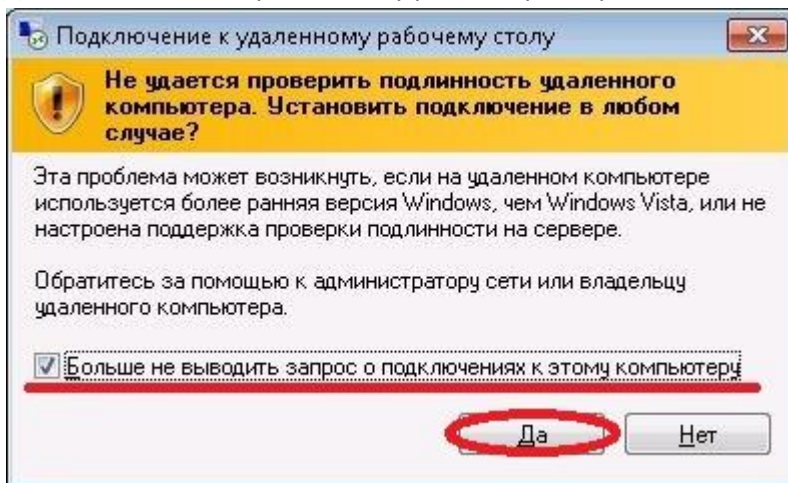 Подключение к удаленному рабочему столу
Не удается проверить подлинность удаленного
компьютера. Установить подключение в любом
случае?
Эта проблема может возникнуть, если на удаленном компьютере
используется более ранняя версия Windows, чем Windows Vista, или не
настроена поддержка проверки подлинности на сервере.
Обратитесь за помощью к администратору сети или владельцу
удаленного компьютера.
Больше не выводить запрос о подключениях к этому компьютеру
Да Нет